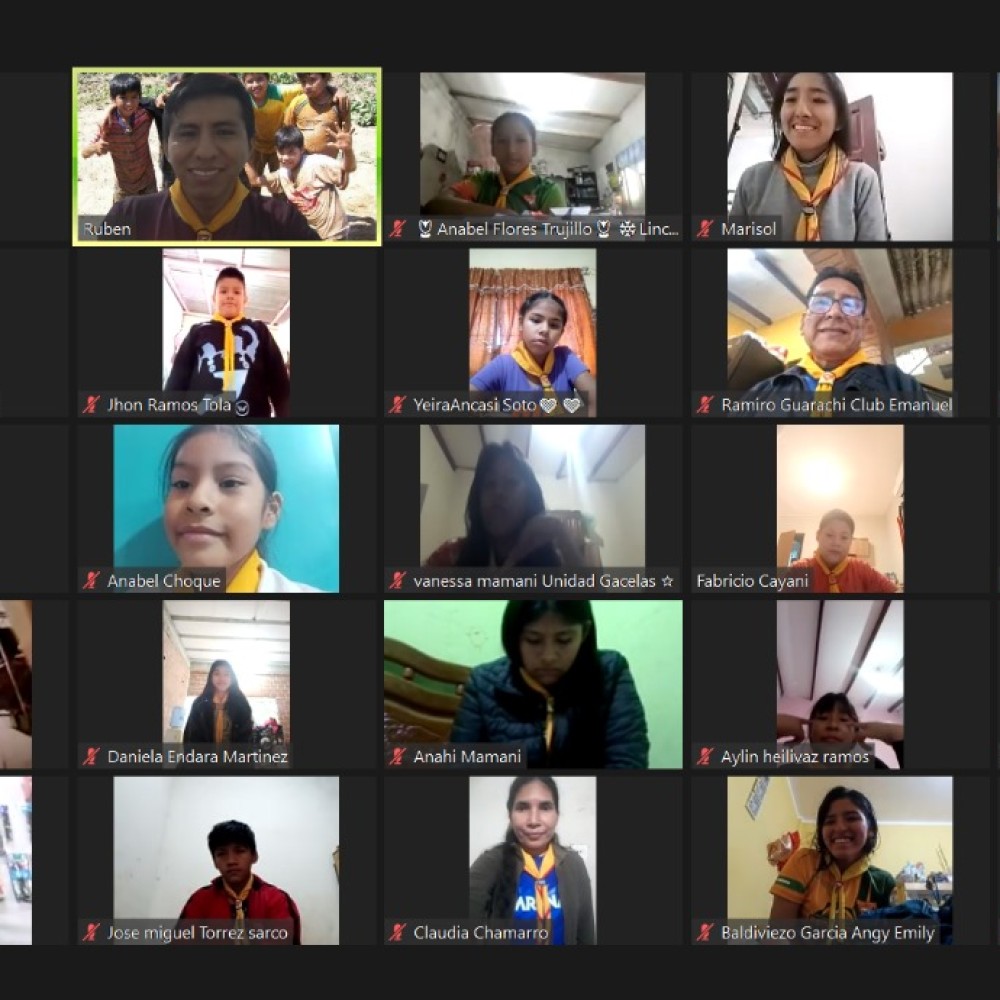 Ruben
Anabel Flores Trujillo Linc...
Marisol
Jhon Ramos Tola
YeiraAncasi Soto
Ramiro Guarachi Club Emanuel
Anabel Choque
vanessa mamani Unidad Gacelas ☆
Fabricio Cayani
Daniela Endara Martinez
Anahi Mamani
Aylin heilivaz ramos
Jose miguel Torrez sarco
Claudia Chamarro
Baldiviezo Garcia Angy Emily